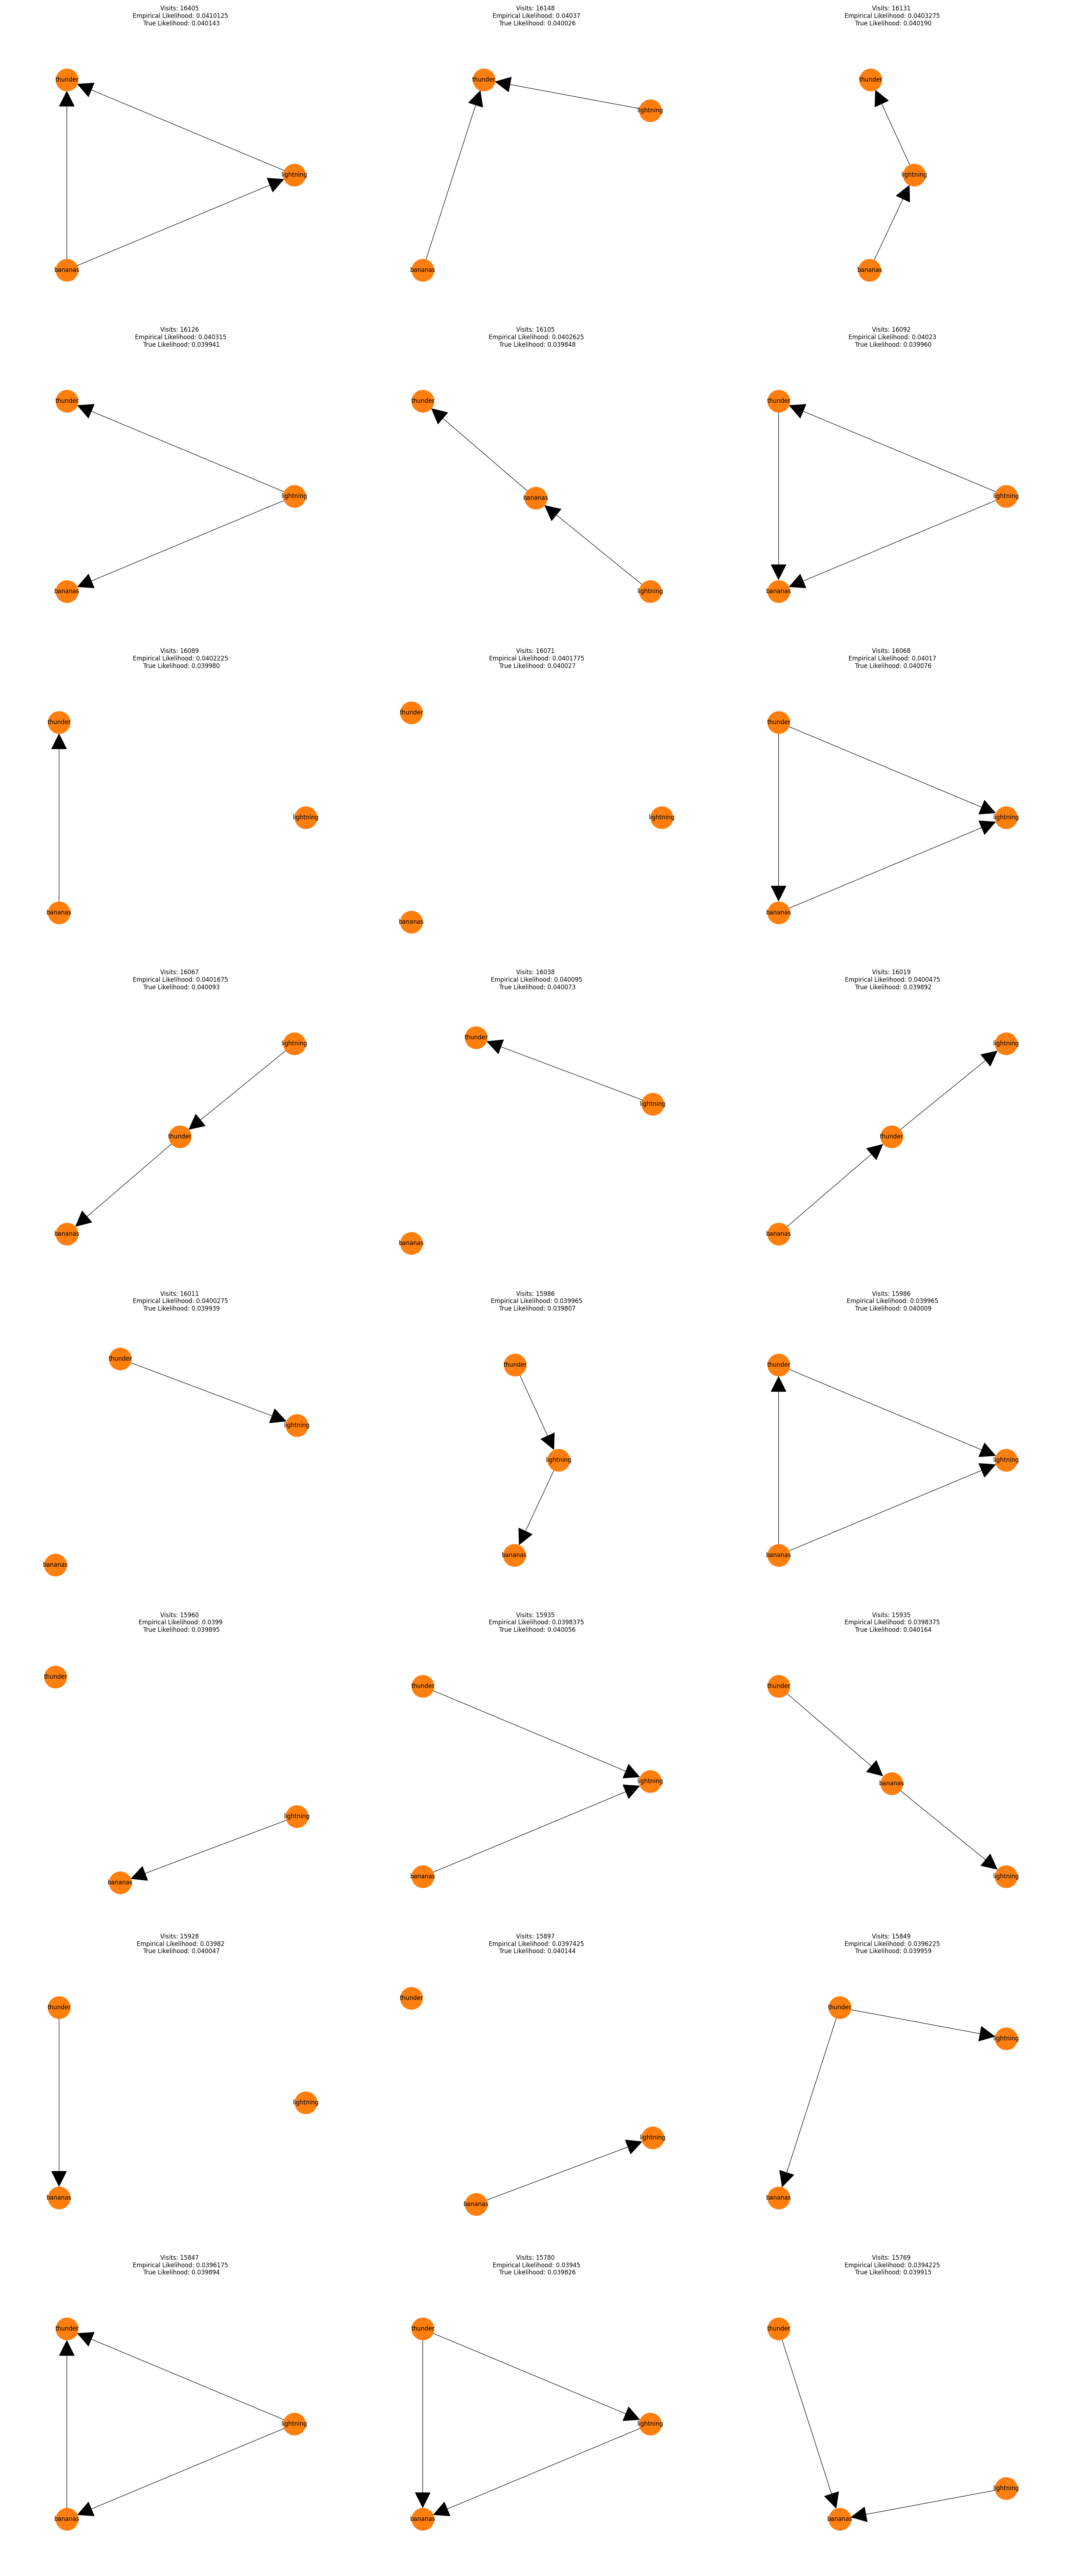 Visits: 16405
Empirical Likelihood: 0.0410125
True Likelihood: 0.040143
thunder
lightning
bananas
Visits: 16148
Empirical Likelihood: 0.04037
True Likelihood: 0.040026
thunder
lightning
bananas
Visits: 16131
Empirical Likelihood: 0.0403275
True Likelihood: 0.040190
thunder
lightning
bananas
Visits: 16126
Empirical Likelihood: 0.040315
True Likelihood: 0.039941
thunder
lightning
bananas
Visits: 16105
Empirical Likelihood: 0.0402625
True Likelihood: 0.039848
thunder
bananas
lightning
Visits: 16092
Empirical Likelihood: 0.04023
True Likelihood: 0.039960
thunder
lightning
bananas
Visits: 16089
Empirical Likelihood: 0.0402225
True Likelihood: 0.039980
thunder
lightning
bananas
Visits: 16071
Empirical Likelihood: 0.0401775
True Likelihood: 0.040027
thunder
lightning
bananas
Visits: 16068
Empirical Likelihood: 0.04017
True Likelihood: 0.040076
thunder
lightning
bananas
Visits: 16067
Empirical Likelihood: 0.0401675
True Likelihood: 0.040093
lightning
thunder
bananas
Visits: 16038
Empirical Likelihood: 0.040095
True Likelihood: 0.040073
thunder
lightning
bananas
Visits: 16019
Empirical Likelihood: 0.0400475
True Likelihood: 0.039892
lightning
thunder
bananas
Visits: 16011
Empirical Likelihood: 0.0400275
True Likelihood: 0.039939
thunder
lightning
bananas
Visits: 15986
Empirical Likelihood: 0.039965
True Likelihood: 0.039807
thunder
lightning
bananas
Visits: 15986
Empirical Likelihood: 0.039965
True Likelihood: 0.040009
thunder
lightning
bananas
Visits: 15960
Empirical Likelihood: 0.0399
True Likelihood: 0.039895
thunder
lightning
bananas
Visits: 15935
Empirical Likelihood: 0.0398375
True Likelihood: 0.040056
thunder
lightning
bananas
Visits: 15935
Empirical Likelihood: 0.0398375
True Likelihood: 0.040164
thunder
bananas
lightning
Visits: 15928
Empirical Likelihood: 0.03982
True Likelihood: 0.040047
thunder
lightning
bananas
Visits: 15897
Empirical Likelihood: 0.0397425
True Likelihood: 0.040144
thunder
lightning
bananas
Visits: 15849
Empirical Likelihood: 0.0396225
True Likelihood: 0.039959
thunder
lightning
bananas
Visits: 15847
Empirical Likelihood: 0.0396175
True Likelihood: 0.039894
thunder
lightning
bananas
Visits: 15780
Empirical Likelihood: 0.03945
True Likelihood: 0.039826
thunder
lightning
bananas
Visits: 15769
Empirical Likelihood: 0.0394225
True Likelihood: 0.039915
thunder
lightning
bananas